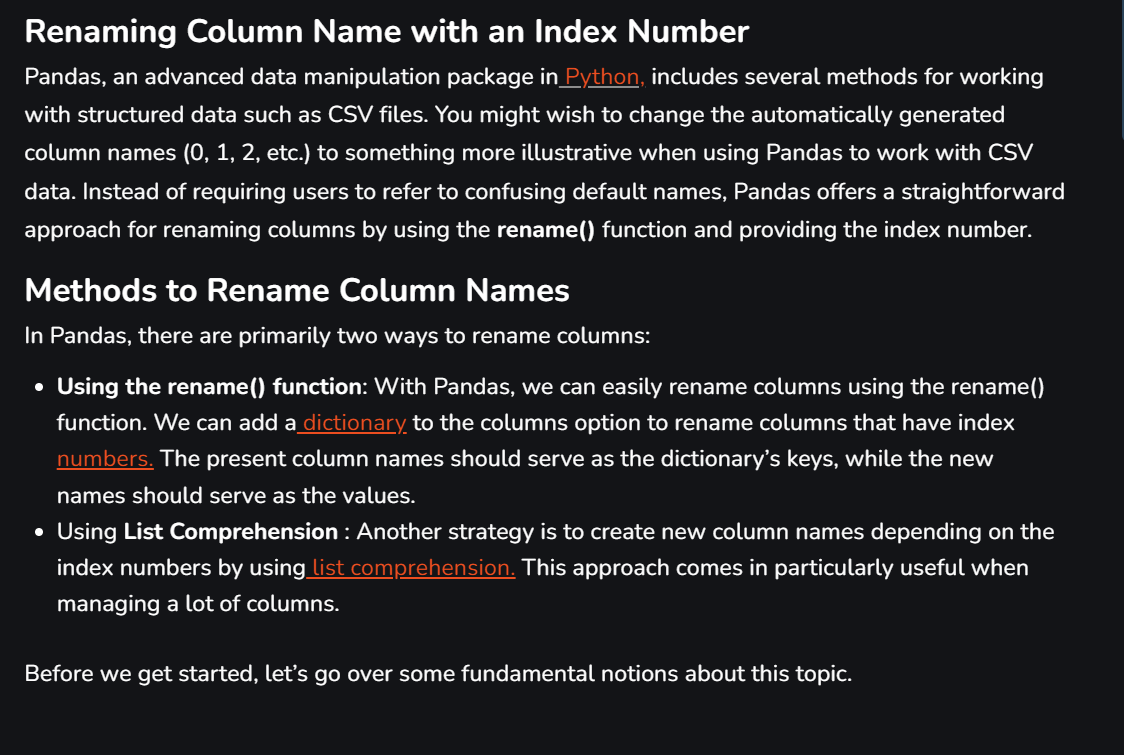 Renaming Column Name with an Index Number
Pandas, an advanced data manipulation package in Python, includes several methods for working
with structured data such as CSV files. You might wish to change the automatically generated
column names (0, 1, 2, etc.) to something more illustrative when using Pandas to work with CSV
data. Instead of requiring users to refer to confusing default names, Pandas offers a straightforward
approach for renaming columns by using the rename() function and providing the index number.
Methods to Rename Column Names
In Pandas, there are primarily two ways to rename columns:
• Using the rename() function: With Pandas, we can easily rename columns using the rename()
function. We can add a dictionary to the columns option to rename columns that have index
numbers. The present column names should serve as the dictionary’s keys, while the new
names should serve as the values.
• Using List Comprehension : Another strategy is to create new column names depending on the
index numbers by using list comprehension. This approach comes in particularly useful when
managing a lot of columns.
Before we get started, let’s go over some fundamental notions about this topic.